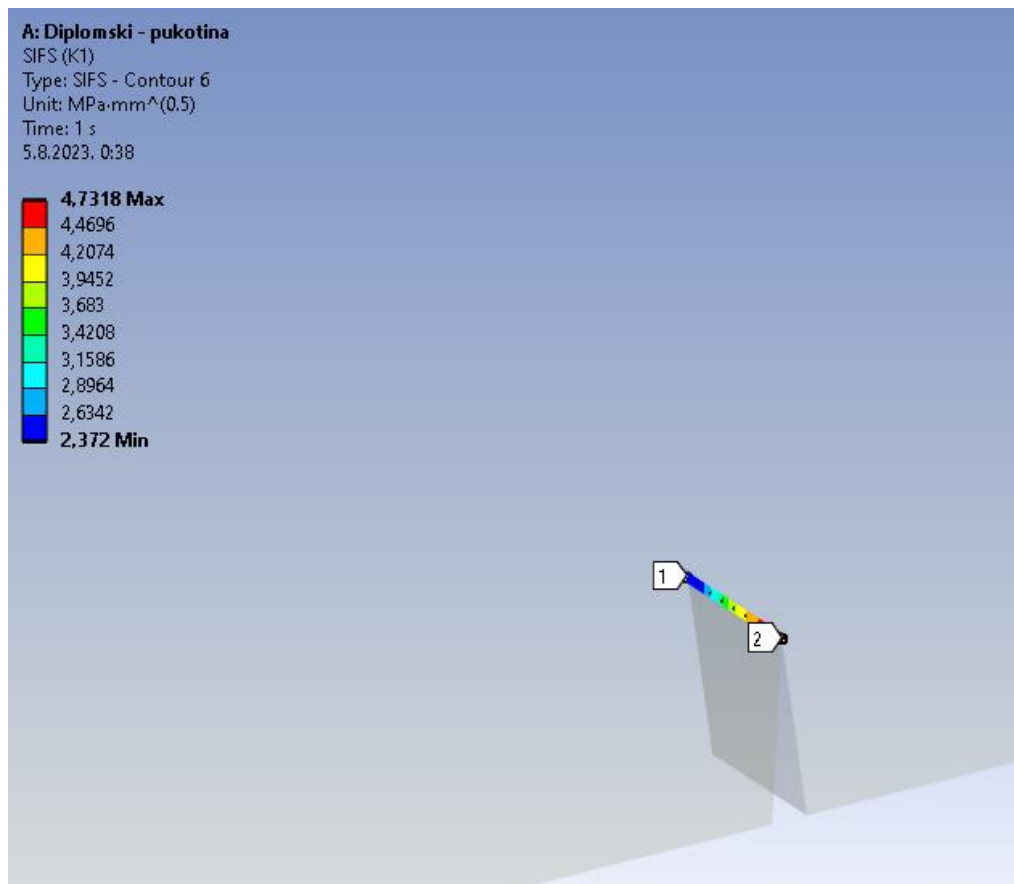 A: Diplomski - pukotina
SIFS (K1)
Type: SIFS - Contour 6
Unit: MPa·mm^(0.5)
Time: 1 s
5.8.2023. 0:38
4,7318 Max
4,4696
4,2074
3,9452
3,683
3,4208
3,1586
2,8964
2,6342
2,372 Min
1
2